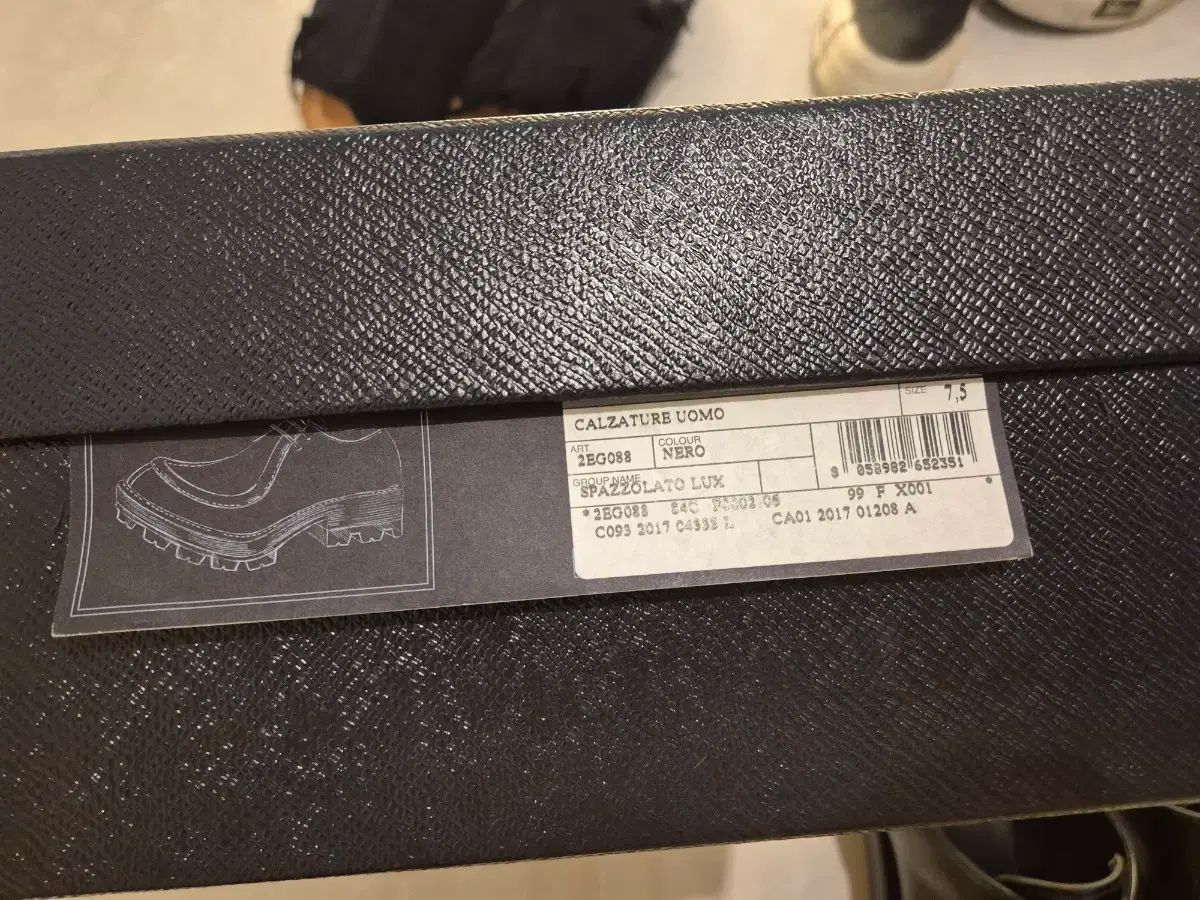 CALZATURE UOMO
SIZE 7,5
ART. 2EG088
COLOUR NERO
GROUP NAME SPAZZOLATO LUX
8 058982 652351
*2EG088 99 F X001 *
C093 2017 CA01 2017 01208 A